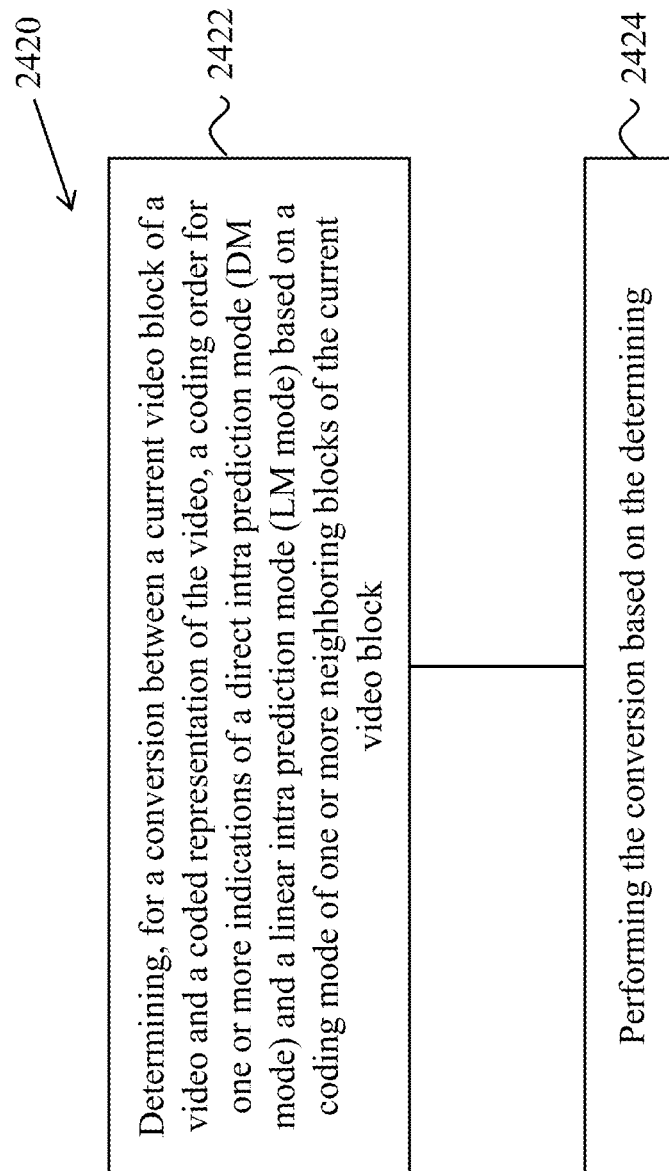 2420
Determining, for a conversion between a current video block of a
video and a coded representation of the video, a coding order for
one or more indications of a direct intra prediction mode (DM
mode) and a linear intra prediction mode (LM mode) based on a
coding mode of one or more neighboring blocks of the current
video block
2422
Performing the conversion based on the determining
2424